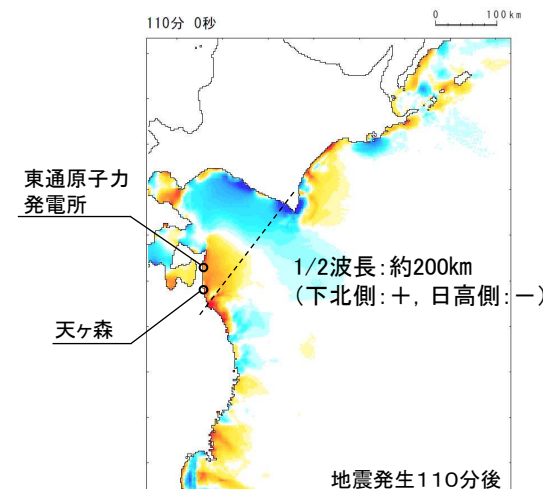 110分 0秒
0 100km
東通原子力
発電所
1/2波長:約200km
(下北側:+, 日高側:-)
天ヶ森
地震発生110分後